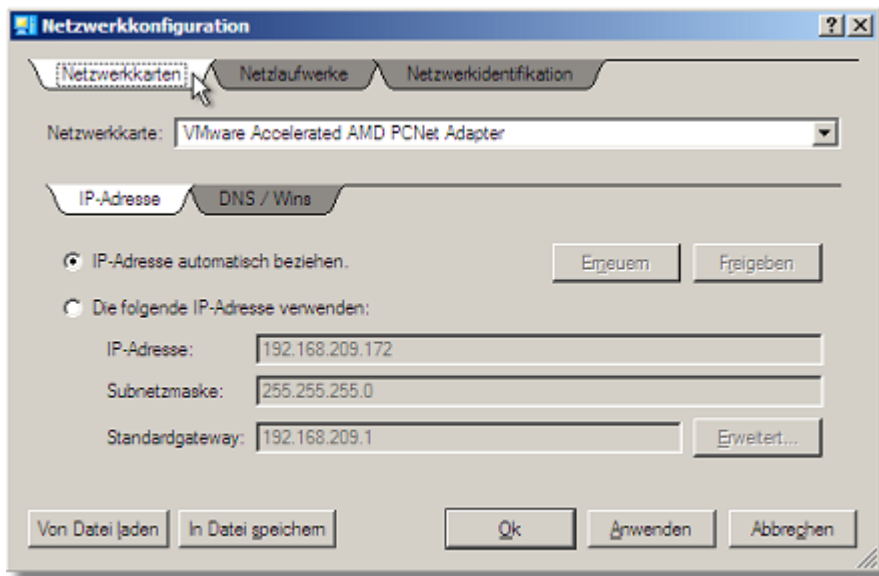 Netzwerkkonfiguration
Netzwerkkarten Netzlaufwerke Netzwerkidentifikation
Netzwerkkarte: VMware Accelerated AMD PCNet Adapter
IP-Adresse DNS / Wins
IP-Adresse automatisch beziehen. Erneuern Freigeben
Die folgende IP-Adresse verwenden:
IP-Adresse: 192.168.209.172
Subnetzmaske: 255.255.255.0
Standardgateway: 192.168.209.1 Erweitert...
Von Datei laden In Datei speichern Ok Anwenden Abbrechen